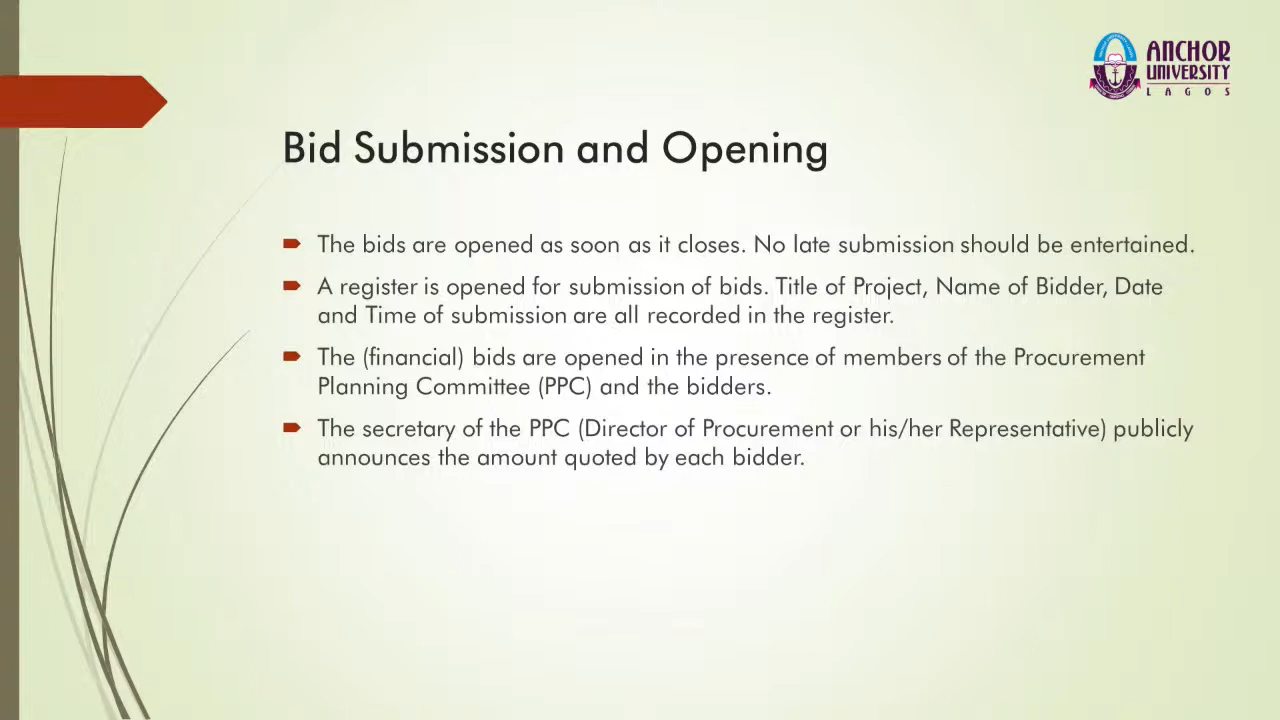 ANCHOR
UNIVERSITY
LAGOS
Bid Submission and Opening
The bids are opened as soon as it closes. No late submission should be entertained.
A register is opened for submission of bids. Title of Project, Name of Bidder, Date
and Time of submission are all recorded in the register.
The (financial) bids are opened in the presence of members of the Procurement
Planning Committee (PPC) and the bidders.
The secretary of the PPC (Director of Procurement or his/her Representative) publicly
announces the amount quoted by each bidder.